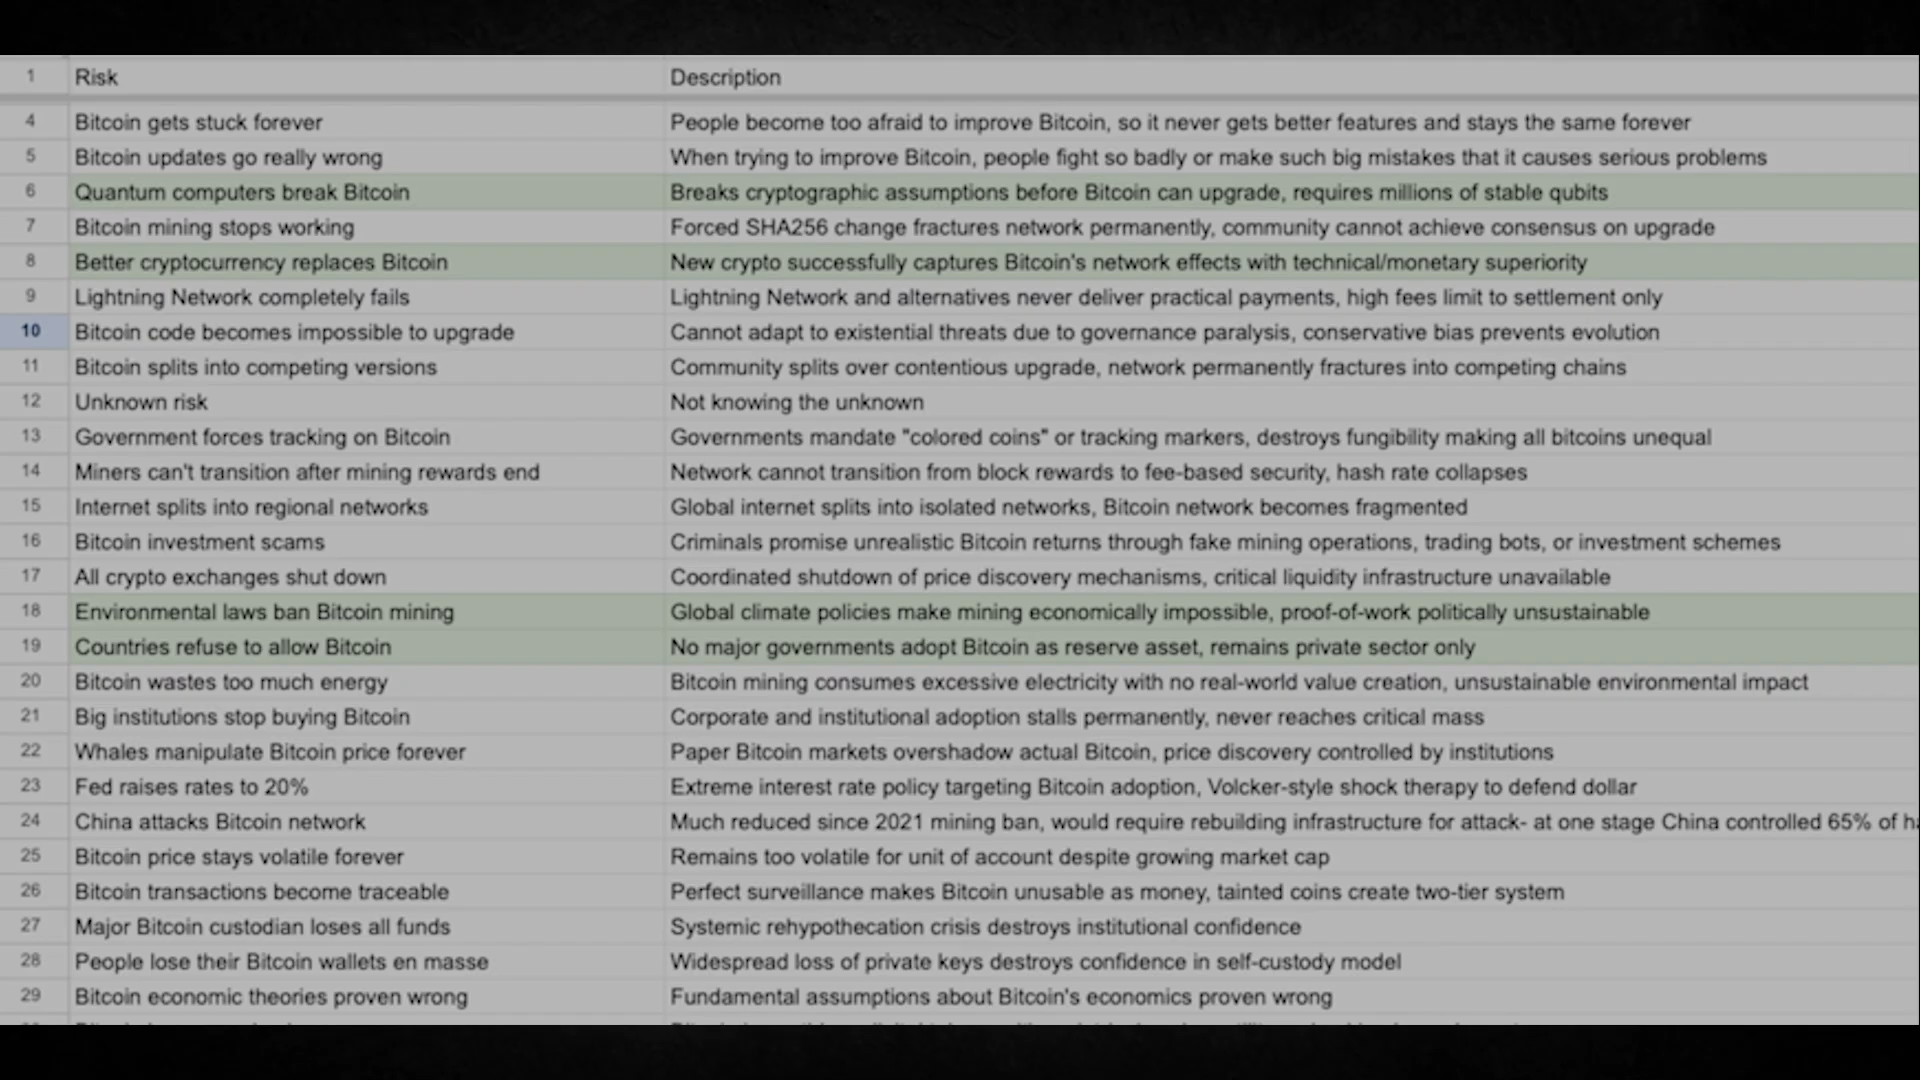 1 Risk Description
4 Bitcoin gets stuck forever People become too afraid to improve Bitcoin, so it never gets better features and stays the same forever
5 Bitcoin updates go really wrong When trying to improve Bitcoin, people fight so badly or make such big mistakes that it causes serious problems
6 Quantum computers break Bitcoin Breaks cryptographic assumptions before Bitcoin can upgrade, requires millions of stable qubits
7 Bitcoin mining stops working Forced SHA256 change fractures network permanently, community cannot achieve consensus on upgrade
8 Better cryptocurrency replaces Bitcoin New crypto successfully captures Bitcoin's network effects with technical/monetary superiority
9 Lightning Network completely fails Lightning Network and alternatives never deliver practical payments, high fees limit to settlement only
10 Bitcoin code becomes impossible to upgrade Cannot adapt to existential threats due to governance paralysis, conservative bias prevents evolution
11 Bitcoin splits into competing versions Community splits over contentious upgrade, network permanently fractures into competing chains
12 Unknown risk Not knowing the unknown
13 Government forces tracking on Bitcoin Governments mandate "colored coins" or tracking markers, destroys fungibility making all bitcoins unequal
14 Miners can't transition after mining rewards end Network cannot transition from block rewards to fee-based security, hash rate collapses
15 Internet splits into regional networks Global internet splits into isolated networks, Bitcoin network becomes fragmented
16 Bitcoin investment scams Criminals promise unrealistic Bitcoin returns through fake mining operations, trading bots, or investment schemes
17 All crypto exchanges shut down Coordinated shutdown of price discovery mechanisms, critical liquidity infrastructure unavailable
18 Environmental laws ban Bitcoin mining Global climate policies make mining economically impossible, proof-of-work politically unsustainable
19 Countries refuse to allow Bitcoin No major governments adopt Bitcoin as reserve asset, remains private sector only
20 Bitcoin wastes too much energy Bitcoin mining consumes excessive electricity with no real-world value creation, unsustainable environmental impact
21 Big institutions stop buying Bitcoin Corporate and institutional adoption stalls permanently, never reaches critical mass
22 Whales manipulate Bitcoin price forever Paper Bitcoin markets overshadow actual Bitcoin, price discovery controlled by institutions
23 Fed raises rates to 20% Extreme interest rate policy targeting Bitcoin adoption, Volcker-style shock therapy to defend dollar
24 China attacks Bitcoin network Much reduced since 2021 mining ban, would require rebuilding infrastructure for attack- at one stage China controlled 65% of
25 Bitcoin price stays volatile forever Remains too volatile for unit of account despite growing market cap
26 Bitcoin transactions become traceable Perfect surveillance makes Bitcoin unusable as money, tainted coins create two-tier system
27 Major Bitcoin custodian loses all funds Systemic rehypothecation crisis destroys institutional confidence
28 People lose their Bitcoin wallets en masse Widespread loss of private keys destroys confidence in self-custody model
29 Bitcoin economic theories proven wrong Fundamental assumptions about Bitcoin's economics proven wrong